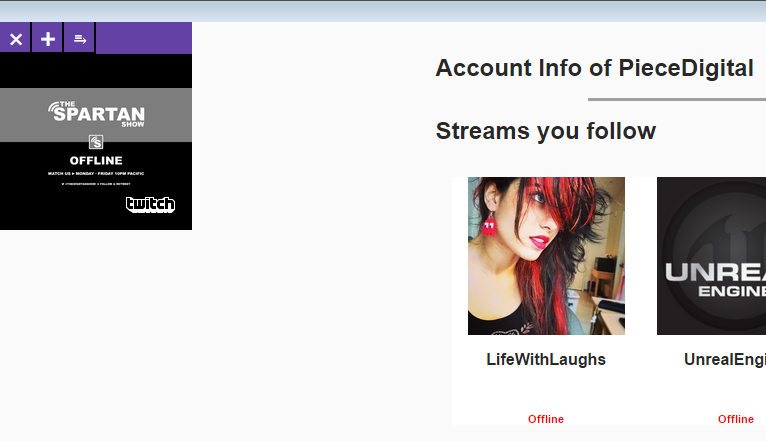 THE
SPARTAN
SHOW
S
OFFLINE
WATCH US ▸ MONDAY - FRIDAY 10PM PACIFIC
twitch
Account Info of PieceDigital
Streams you follow
UNREA
ENGINE
LifeWithLaughs
UnrealEngi
Offline
Offline